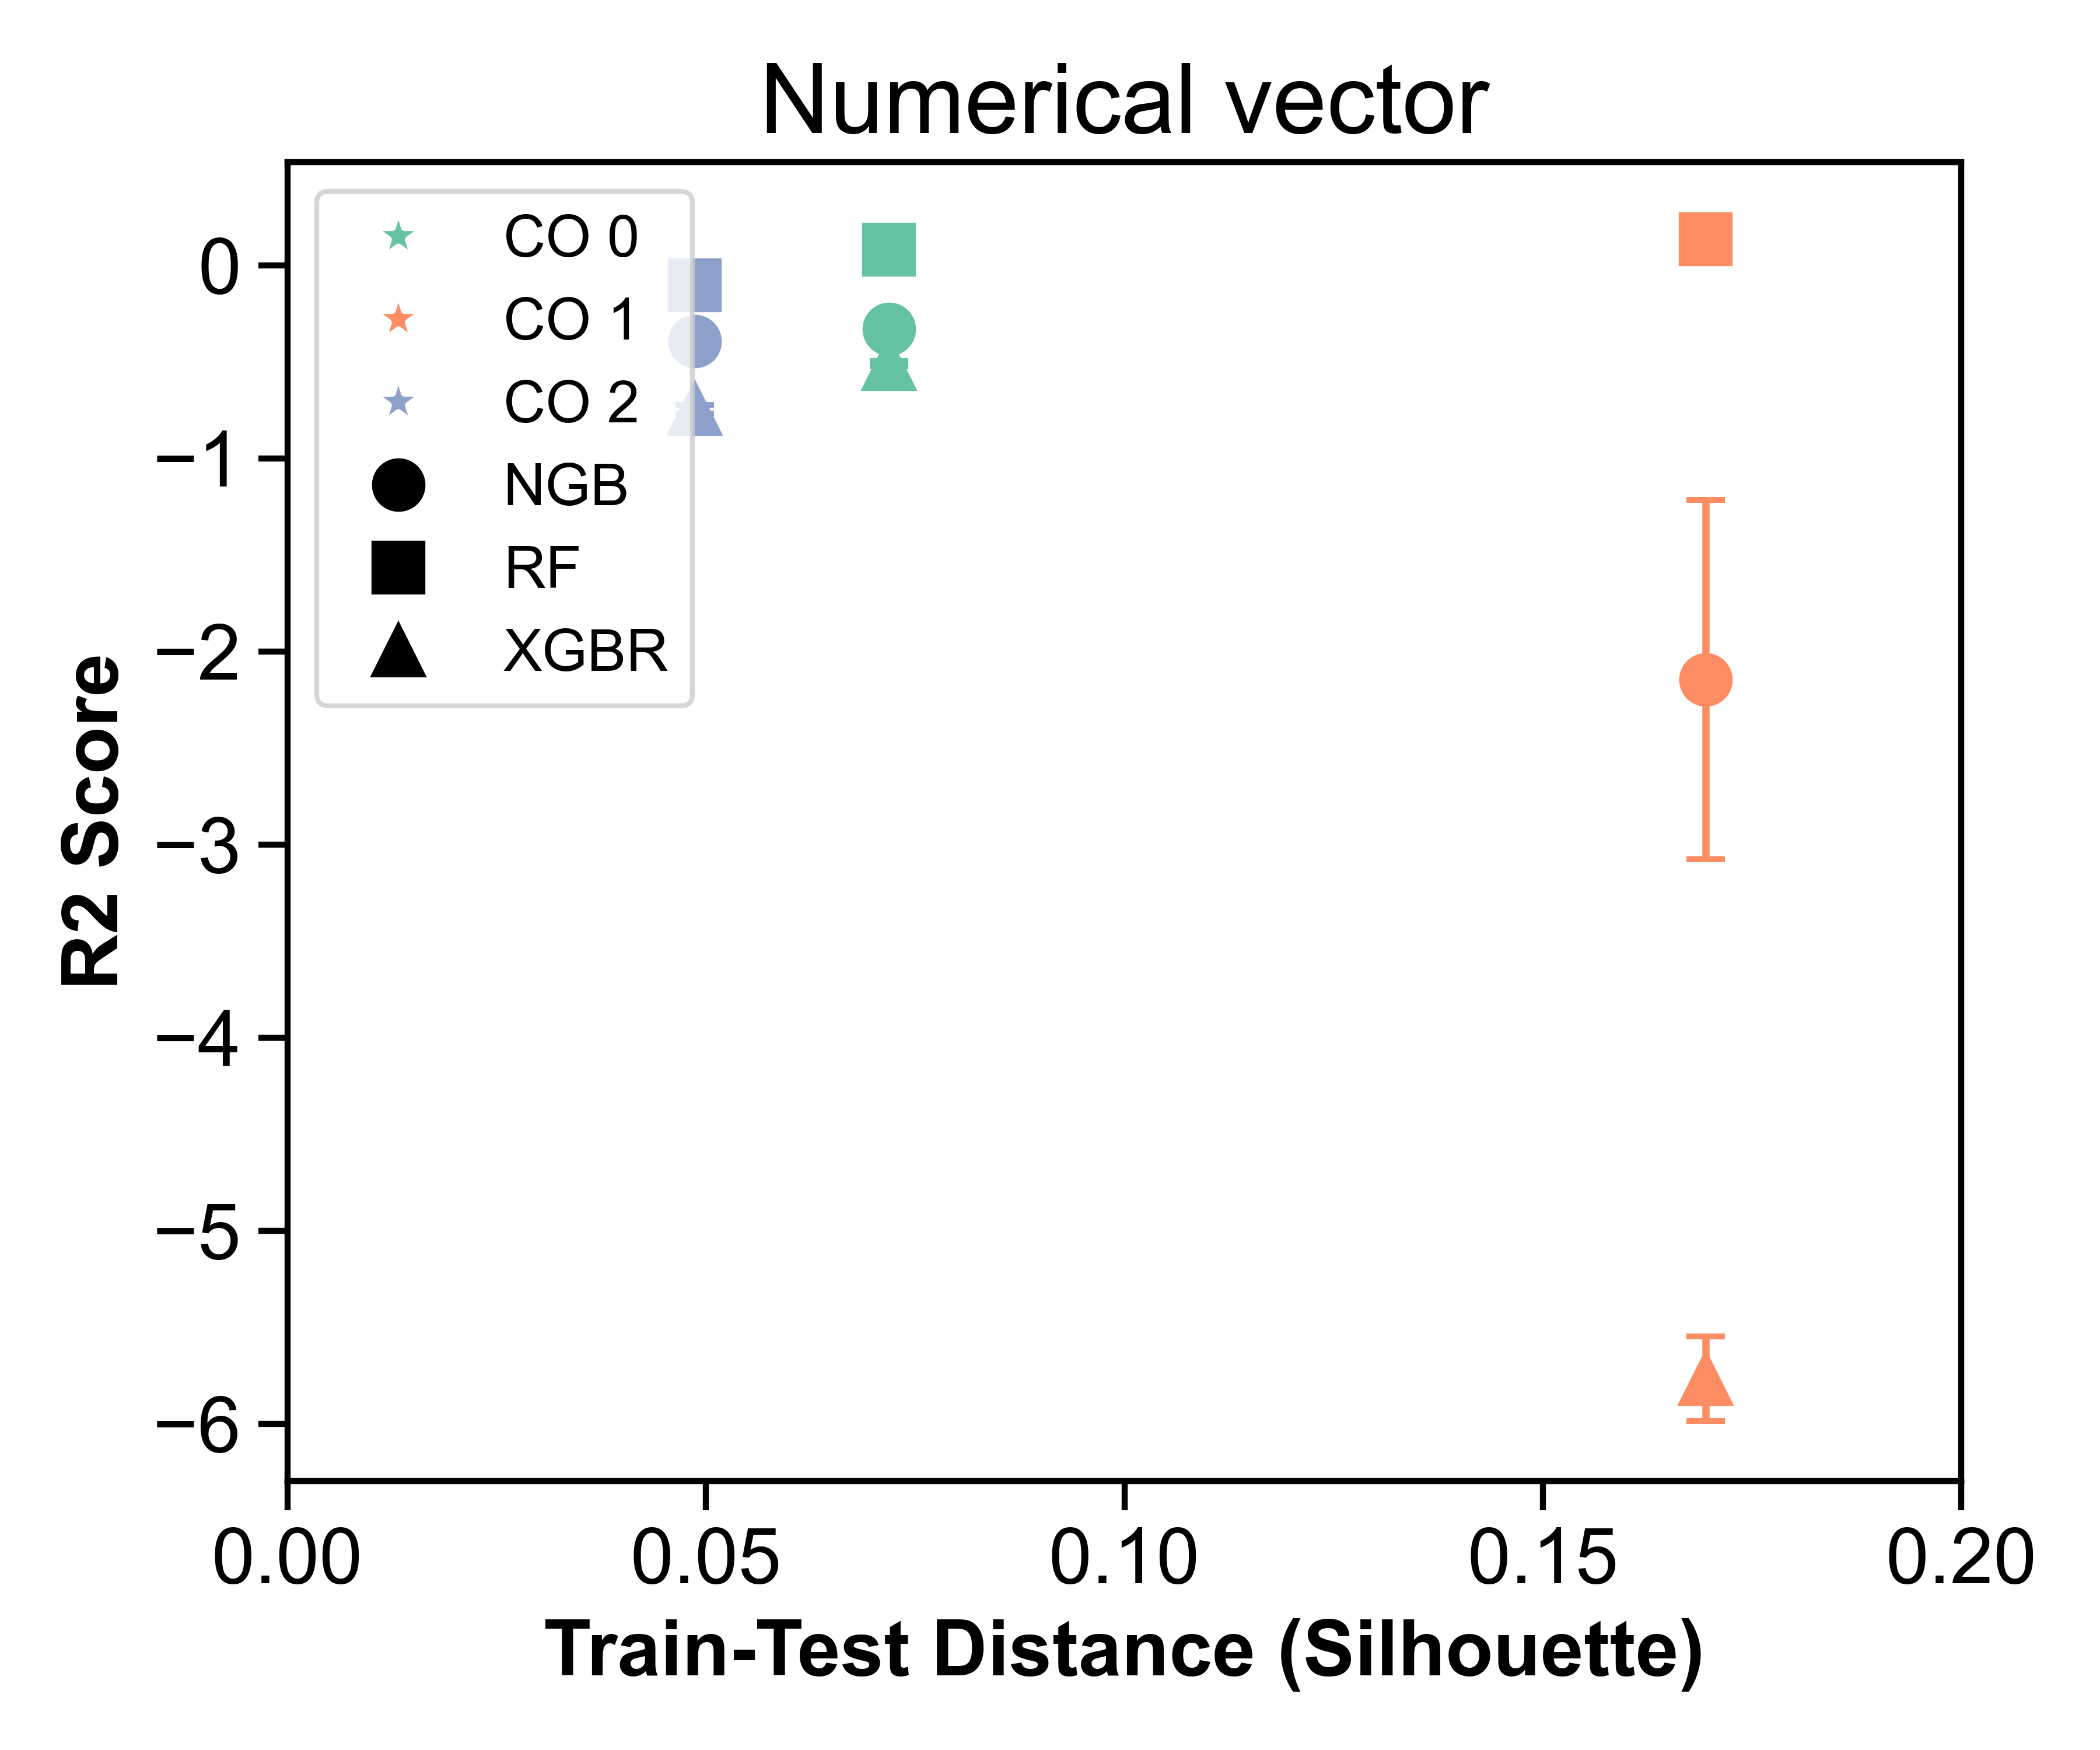 Numerical vector
CO 0
CO 1
CO 2
NGB
RF
XGBR
R2 Score
0
−1
−2
−3
−4
−5
−6
0.00 0.05 0.10 0.15 0.20
Train-Test Distance (Silhouette)